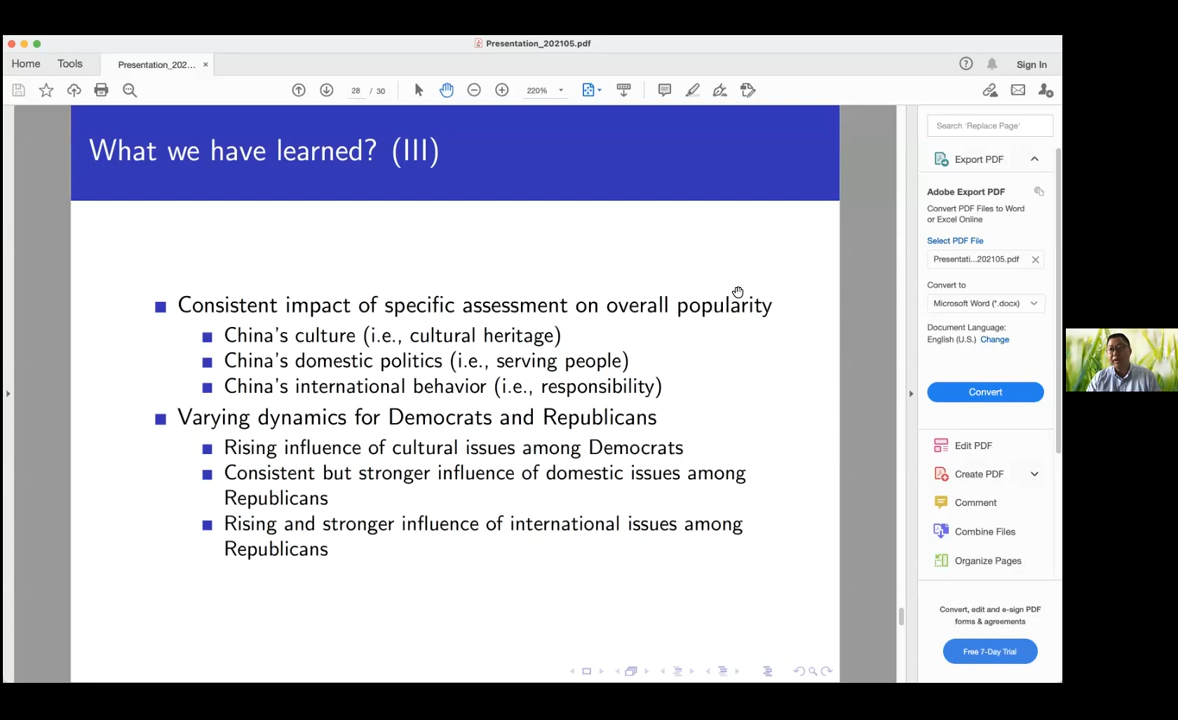 Presentation_202105.pdf
Home Tools Presentation_202... × Sign In
28 / 30 220%
What we have learned? (III)
Consistent impact of specific assessment on overall popularity
China's culture (i.e., cultural heritage)
China's domestic politics (i.e., serving people)
China's international behavior (i.e., responsibility)
Varying dynamics for Democrats and Republicans
Rising influence of cultural issues among Democrats
Consistent but stronger influence of domestic issues among
Republicans
Rising and stronger influence of international issues among
Republicans
Search 'Replace Page'
Export PDF
Adobe Export PDF
Convert PDF Files to Word
or Excel Online
Select PDF File
Presentati...202105.pdf
Convert to
Microsoft Word (*.docx)
Document Language:
English (U.S.) Change
Convert
Edit PDF
Create PDF
Comment
Combine Files
Organize Pages
Convert, edit and e-sign PDF
forms & agreements
Free 7-Day Trial